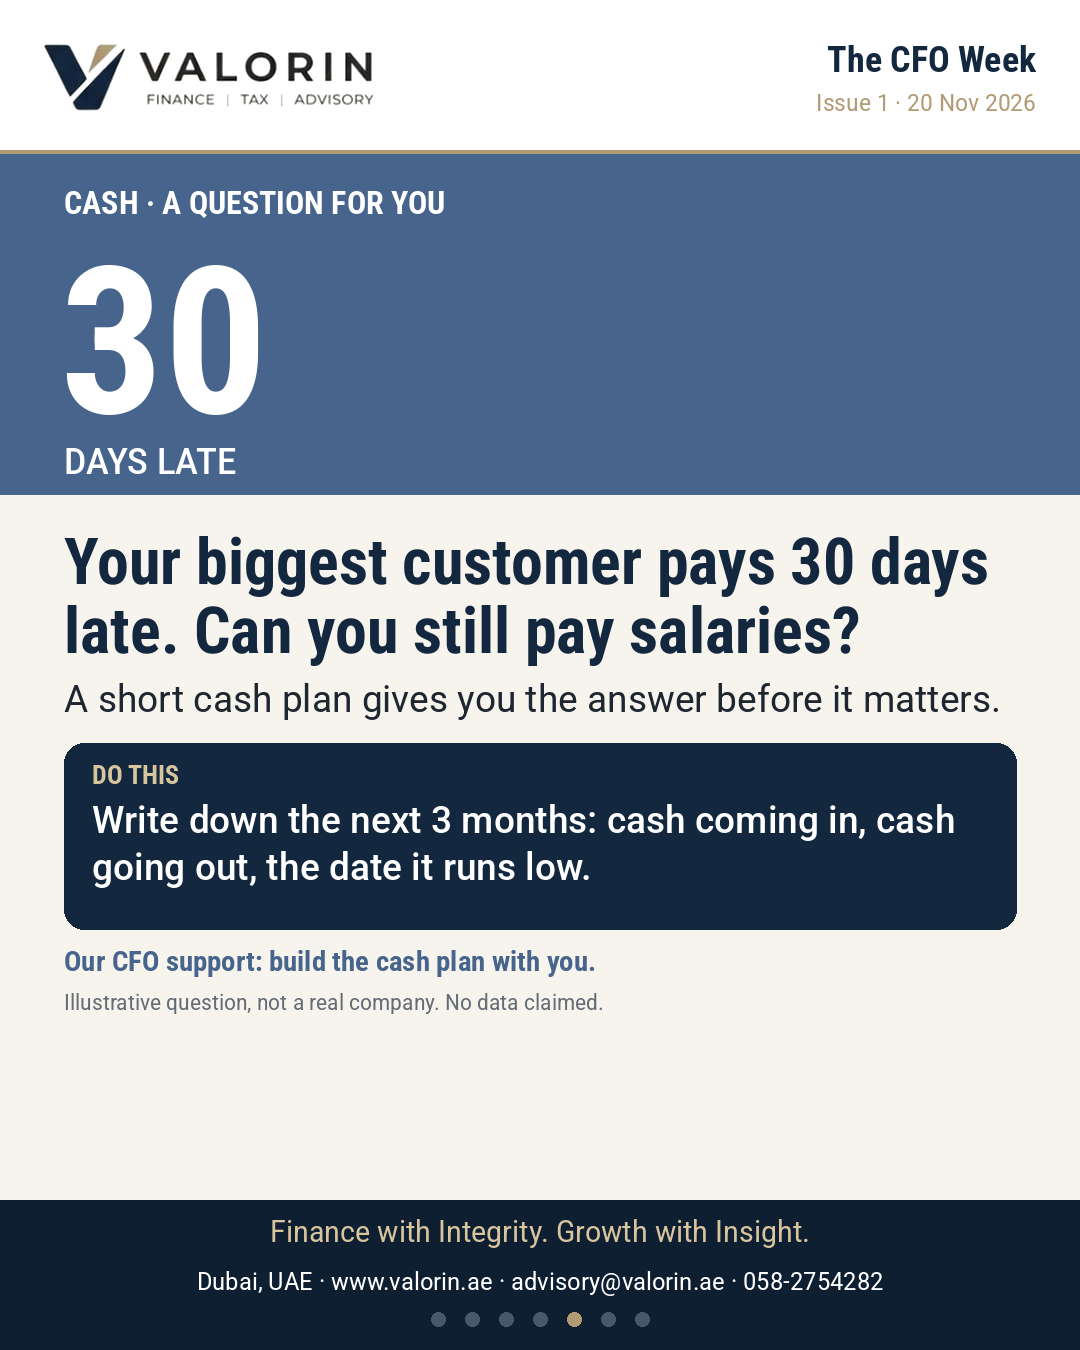 VALORIN
FINANCE | TAX | ADVISORY
The CFO Week
Issue 1 · 20 Nov 2026
CASH · A QUESTION FOR YOU
30
DAYS LATE
Your biggest customer pays 30 days
late. Can you still pay salaries?
A short cash plan gives you the answer before it matters.
DO THIS
Write down the next 3 months: cash coming in, cash
going out, the date it runs low.
Our CFO support: build the cash plan with you.
Illustrative question, not a real company. No data claimed.
Finance with Integrity. Growth with Insight.
Dubai, UAE · www.valorin.ae · advisory@valorin.ae · 058-2754282